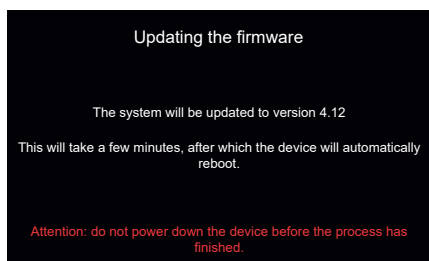 Updating the firmware
The system will be updated to version 4.12
This will take a few minutes, after which the device will automatically
reboot.
Attention: do not power down the device before the process has
finished.